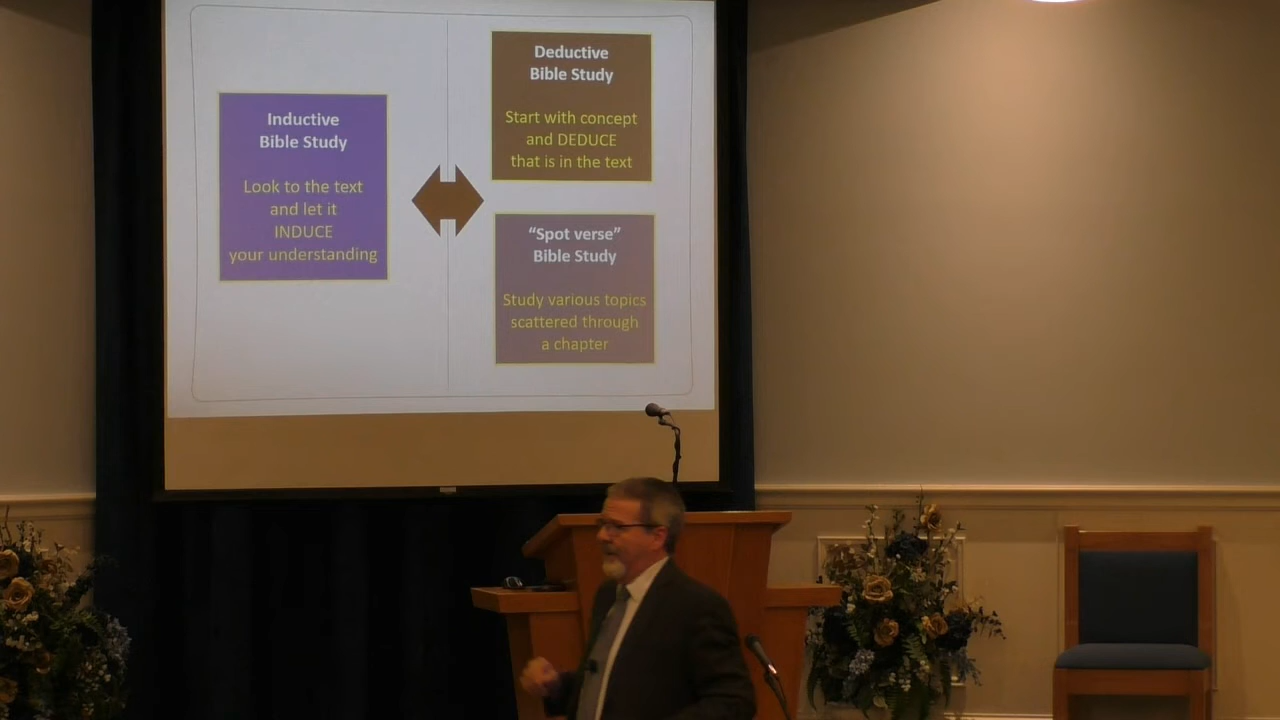 Inductive
Bible Study
Look to the text
and let it
INDUCE
your understanding
Deductive
Bible Study
Start with concept
and DEDUCE
that is in the text
“Spot verse”
Bible Study
Study various topics
scattered through
a chapter